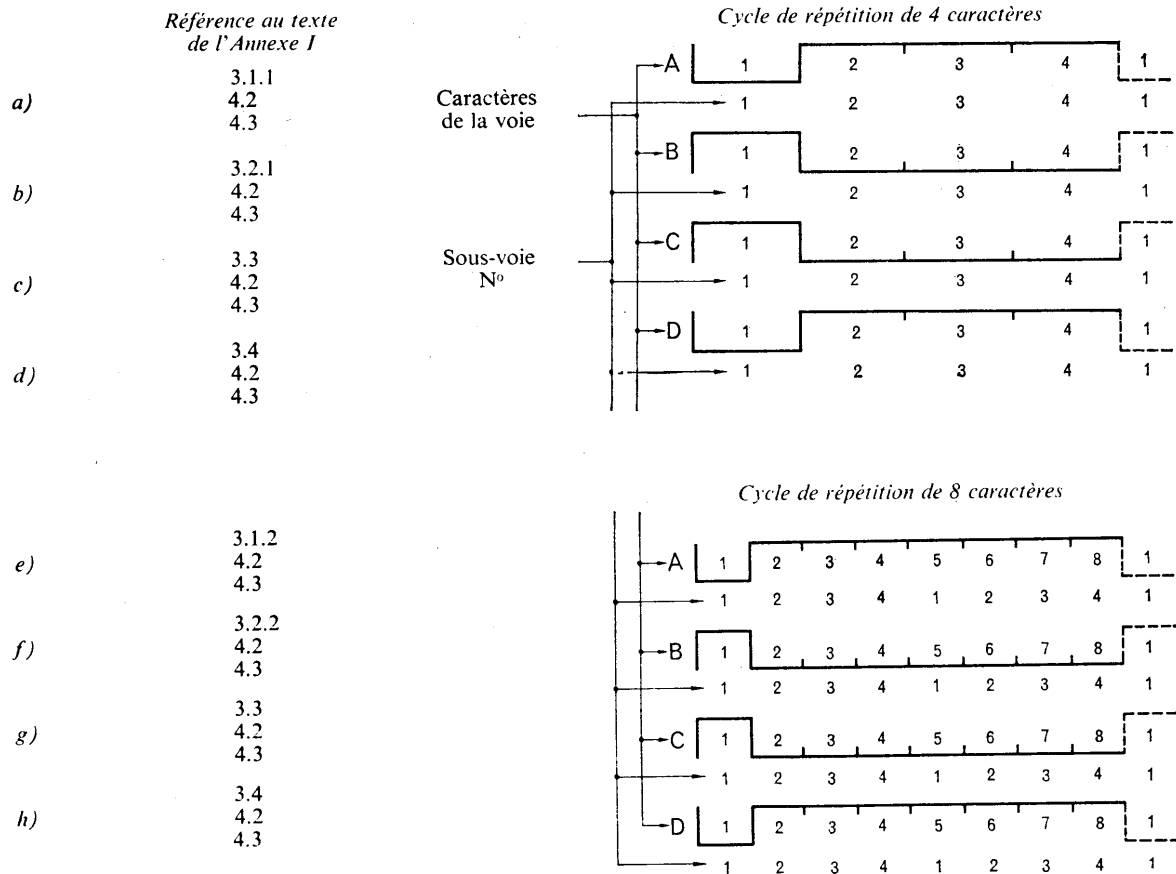 Référence au texte
de l'Annexe I
Cycle de répétition de 4 caractères
a)
3.1.1
4.2
4.3
Caractères
de la voie
A 1 2 3 4 1
1 2 3 4 1
b)
3.2.1
4.2
4.3
B 1 2 3 4 1
1 2 3 4 1
c)
3.3
4.2
4.3
Sous-voie
Nº
C 1 2 3 4 1
1 2 3 4 1
d)
3.4
4.2
4.3
D 1 2 3 4 1
1 2 3 4 1
Cycle de répétition de 8 caractères
e)
3.1.2
4.2
4.3
A 1 2 3 4 5 6 7 8 1
1 2 3 4 1 2 3 4 1
f)
3.2.2
4.2
4.3
B 1 2 3 4 5 6 7 8 1
1 2 3 4 1 2 3 4 1
g)
3.3
4.2
4.3
C 1 2 3 4 5 6 7 8 1
1 2 3 4 1 2 3 4 1
h)
3.4
4.2
4.3
D 1 2 3 4 5 6 7 8 1
1 2 3 4 1 2 3 4 1